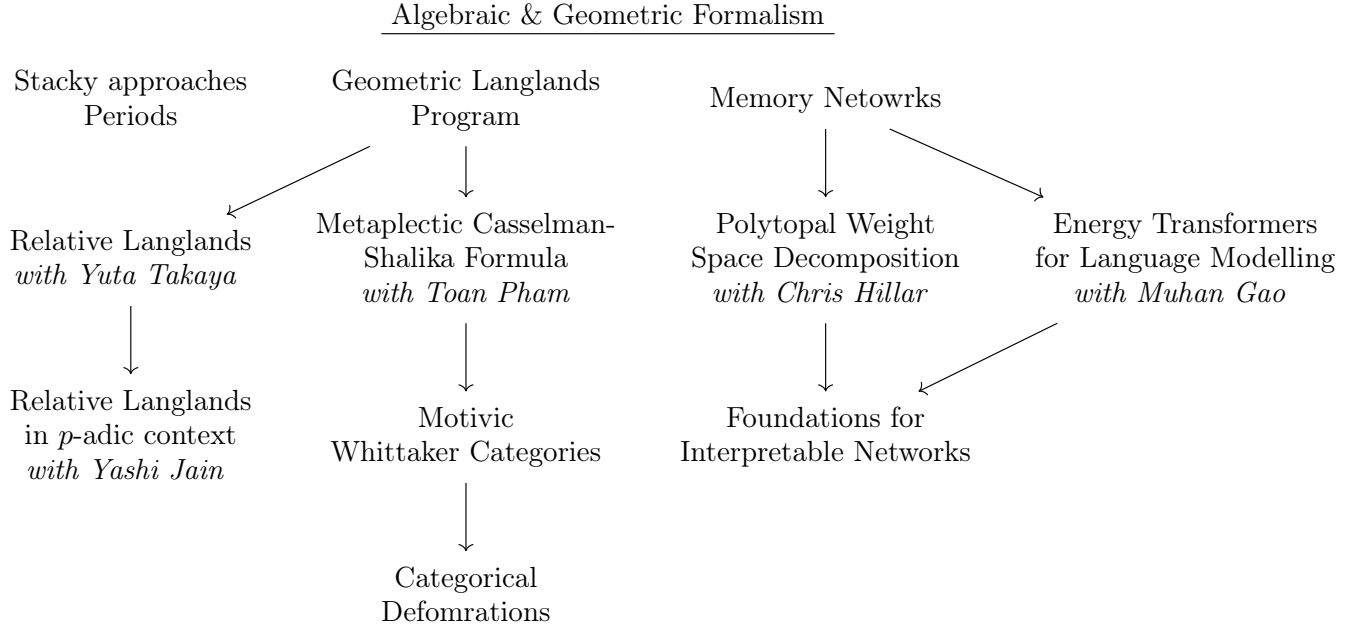 Algebraic & Geometric Formalism
Stacky approaches
Periods
Geometric Langlands
Program
Memory Netowrks
Relative Langlands
with Yuta Takaya
Metaplectic Casselman-
Shalika Formula
with Toan Pham
Polytopal Weight
Space Decomposition
with Chris Hillar
Energy Transformers
for Language Modelling
with Muhan Gao
Relative Langlands
in p-adic context
with Yashi Jain
Motivic
Whittaker Categories
Foundations for
Interpretable Networks
Categorical
Defomrations